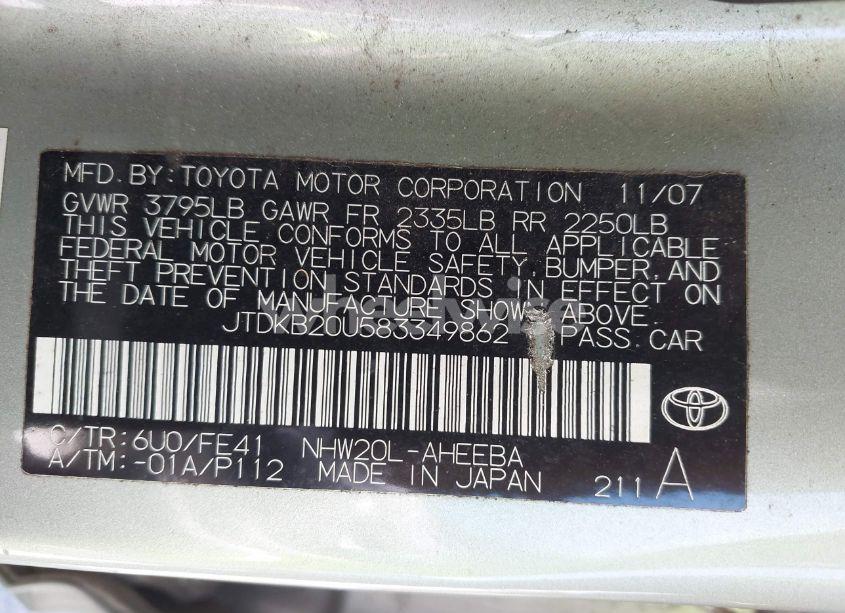 MFD. BY: TOYOTA MOTOR CORPORATION 11/07
GVWR 3795LB GAWR FR 2335LB RR 2250LB
THIS VEHICLE CONFORMS TO ALL APPLICABLE
FEDERAL MOTOR VEHICLE SAFETY, BUMPER, AND
THEFT PREVENTION STANDARDS IN EFFECT ON
THE DATE OF MANUFACTURE SHOWN ABOVE.
JTDKB20U583349862 PASS. CAR
C/TR: 6U0/FE41 NHW20L-AHEEBA
A/TM: -01A/P112 MADE IN JAPAN 211 A